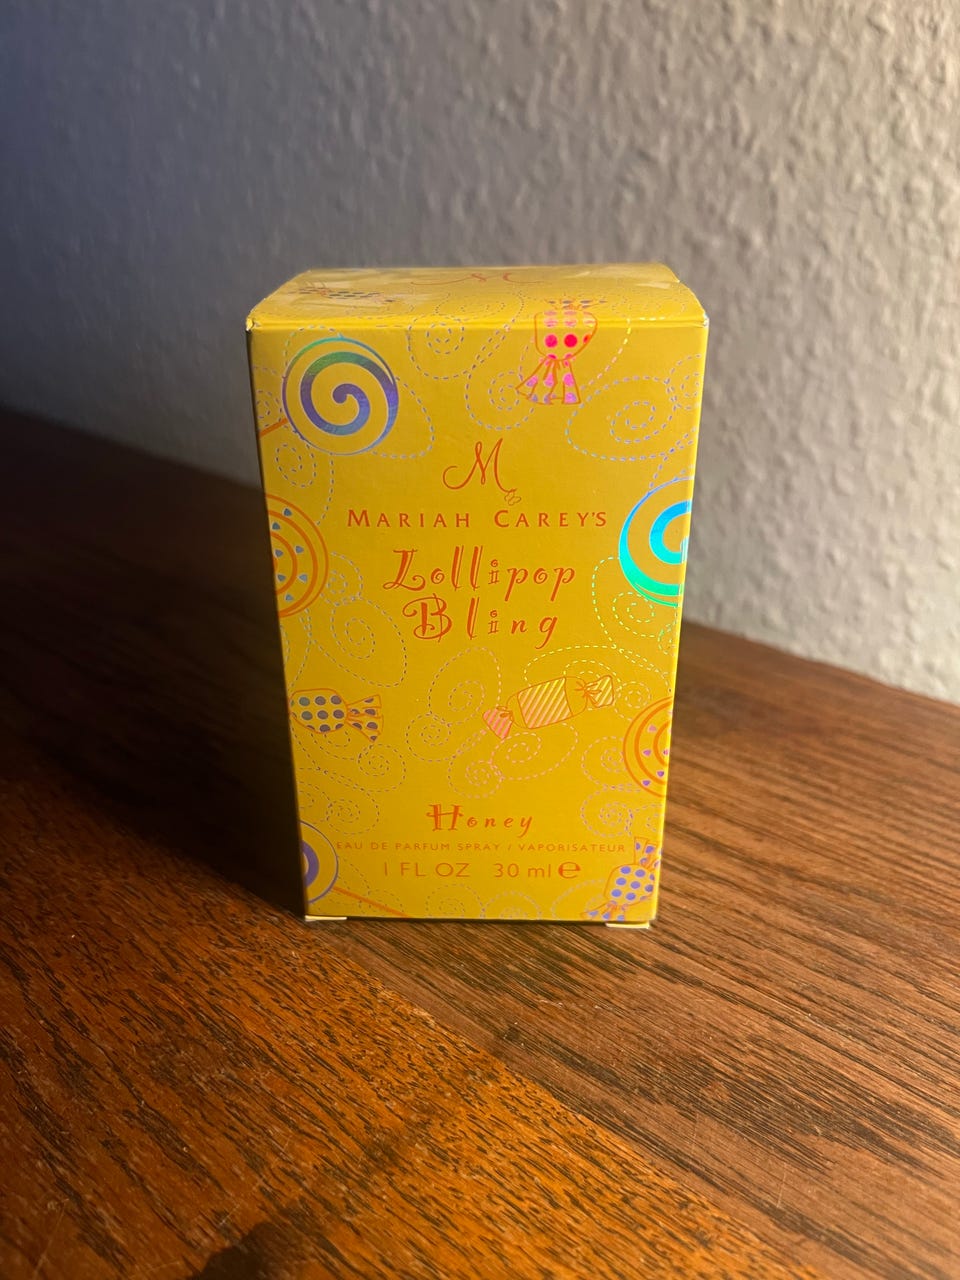 M
M
MARIAH CAREY'S
Lollipop
Bling
Honey
EAU DE PARFUM SPRAY / VAPORISATEUR
1 FL OZ 30 ml ℮